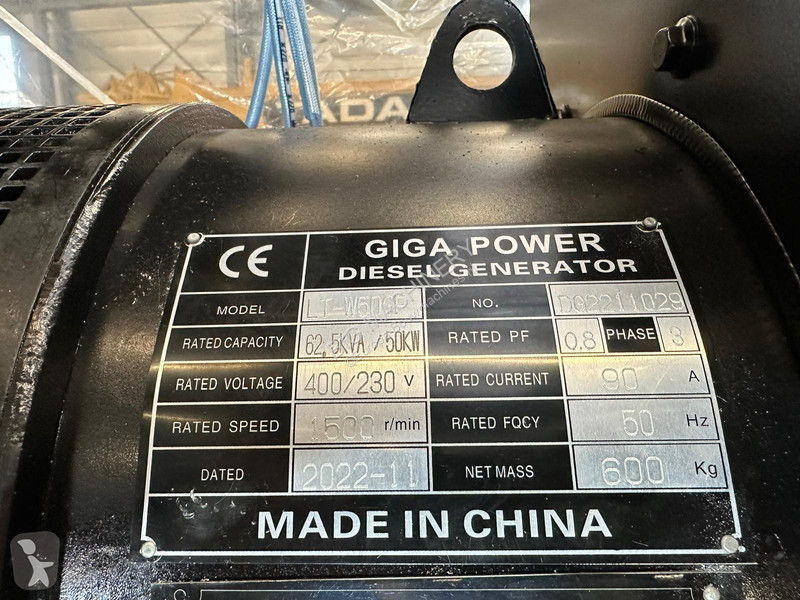 ADA
CE GIGA POWER
DIESEL GENERATOR
MODEL LT-W50GF NO. DG2211029
RATED CAPACITY 62,5KVA/50KW RATED PF 0.8 PHASE 3
RATED VOLTAGE 400/230 V RATED CURRENT 90 A
RATED SPEED 1500 r/min RATED FQCY 50 Hz
DATED 2022-11 NET MASS 600 Kg
MADE IN CHINA